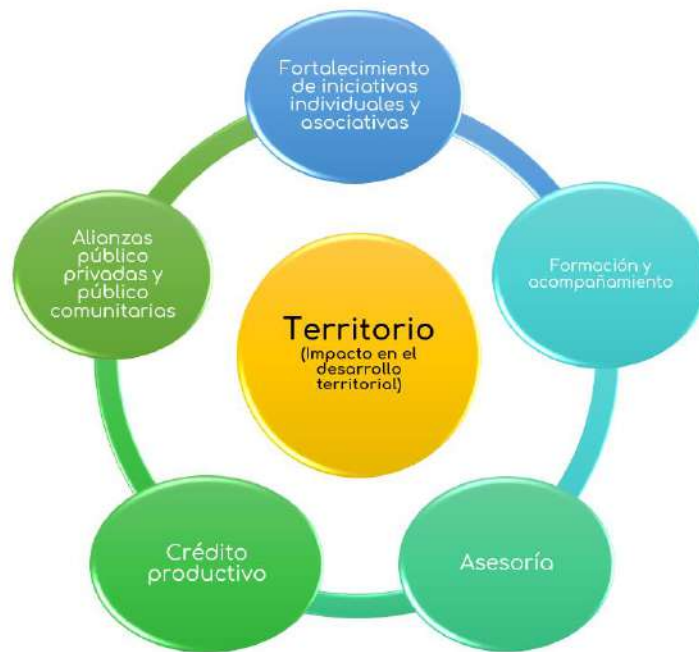 Fortalecimiento
de iniciativas
individuales y
asociativas
Formación y
acompañamiento
Asesoría
Crédito
productivo
Alianzas
público
privadas y
público
comunitarias
Territorio
(Impacto en el
desarrollo
territorial)